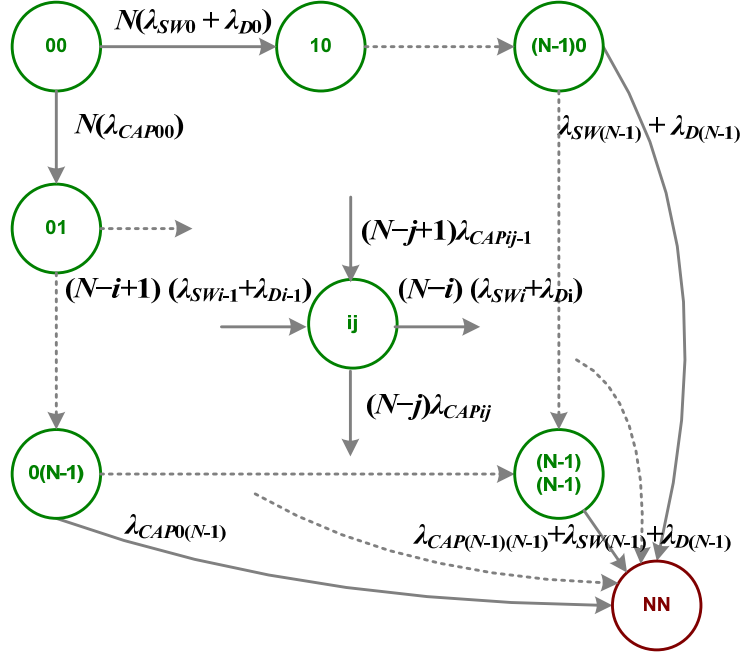 00
N(λSW0 + λD0)
10
(N-1)0
N(λCAP00)
λSW(N-1) + λD(N-1)
01
(N−j+1)λCAPij-1
(N−i+1) (λSWi-1+λDi-1)
(N−i) (λSWi+λDi)
ij
(N−j)λCAPij
0(N-1)
(N-1)
(N-1)
λCAP0(N-1)
λCAP(N-1)(N-1)+λSW(N-1)+λD(N-1)
NN